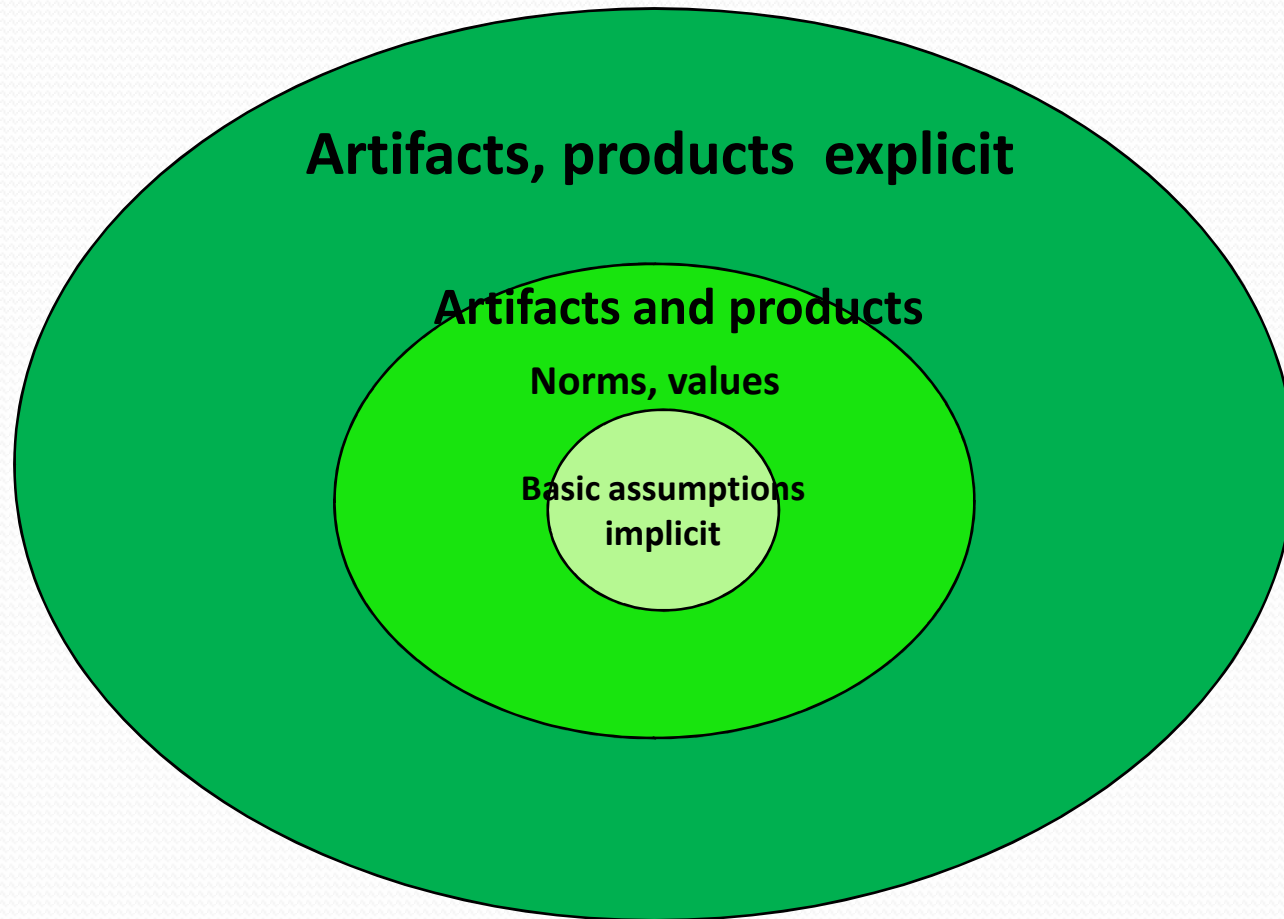 Artifacts, products  explicit
Artifacts and products
Norms, values
Basic assumptions
implicit